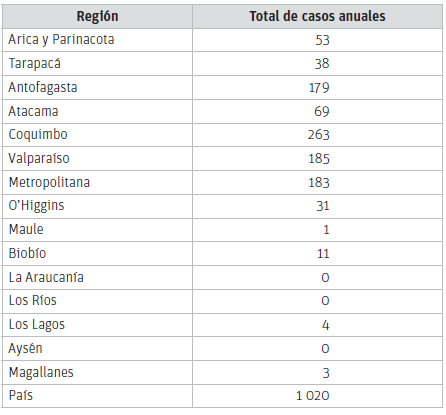 Región Total de casos anuales
Arica y Parinacota 53
Tarapacá 38
Antofagasta 179
Atacama 69
Coquimbo 263
Valparaíso 185
Metropolitana 183
O'Higgins 31
Maule 1
Biobío 11
La Araucanía 0
Los Ríos 0
Los Lagos 4
Aysén 0
Magallanes 3
País 1 020